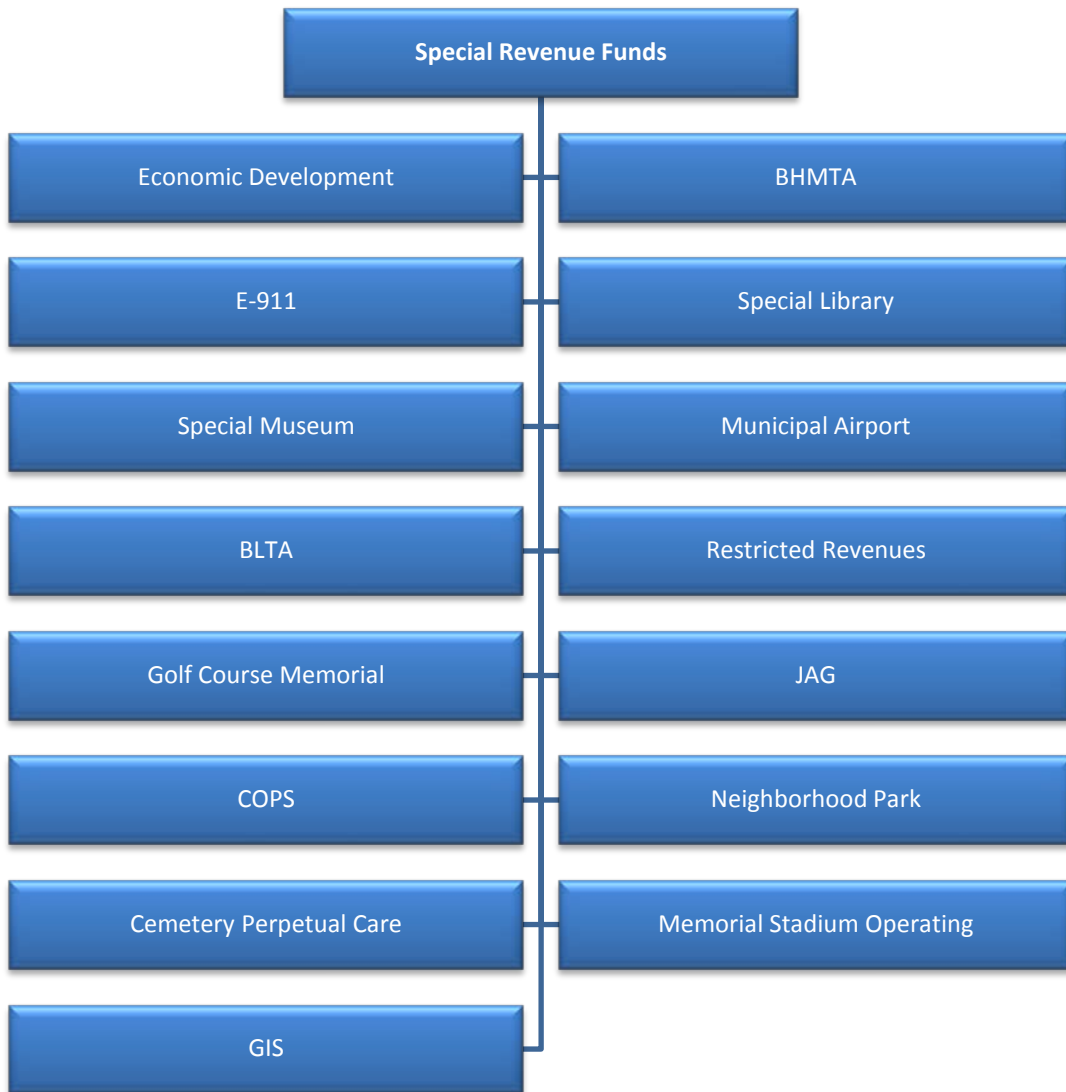 Special Revenue Funds
Economic Development
BHMTA
E-911
Special Library
Special Museum
Municipal Airport
BLTA
Restricted Revenues
Golf Course Memorial
JAG
COPS
Neighborhood Park
Cemetery Perpetual Care
Memorial Stadium Operating
GIS